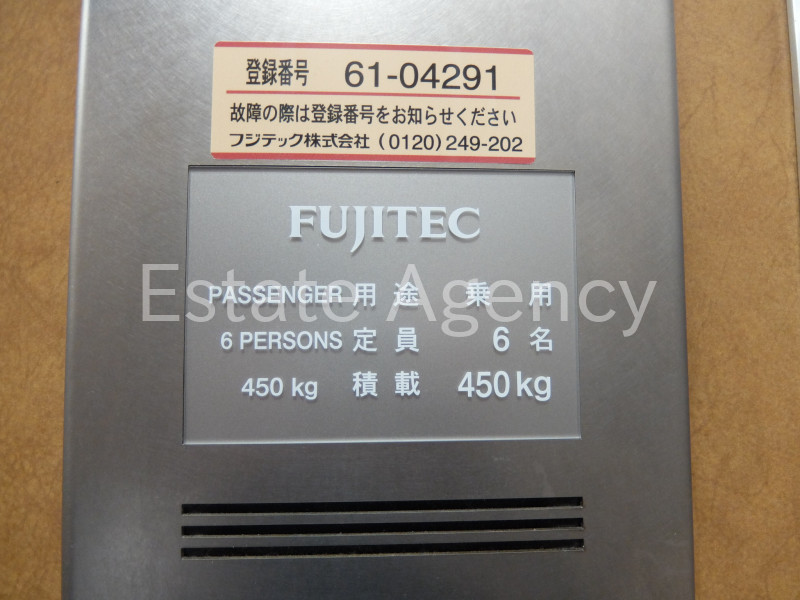 登録番号 61-04291
故障の際は登録番号をお知らせください
フジテック株式会社 (0120) 249-202
FUJITEC
PASSENGER 用途 乗用
Estate Agency
6 PERSONS 定員 6名
450 kg 積載 450kg